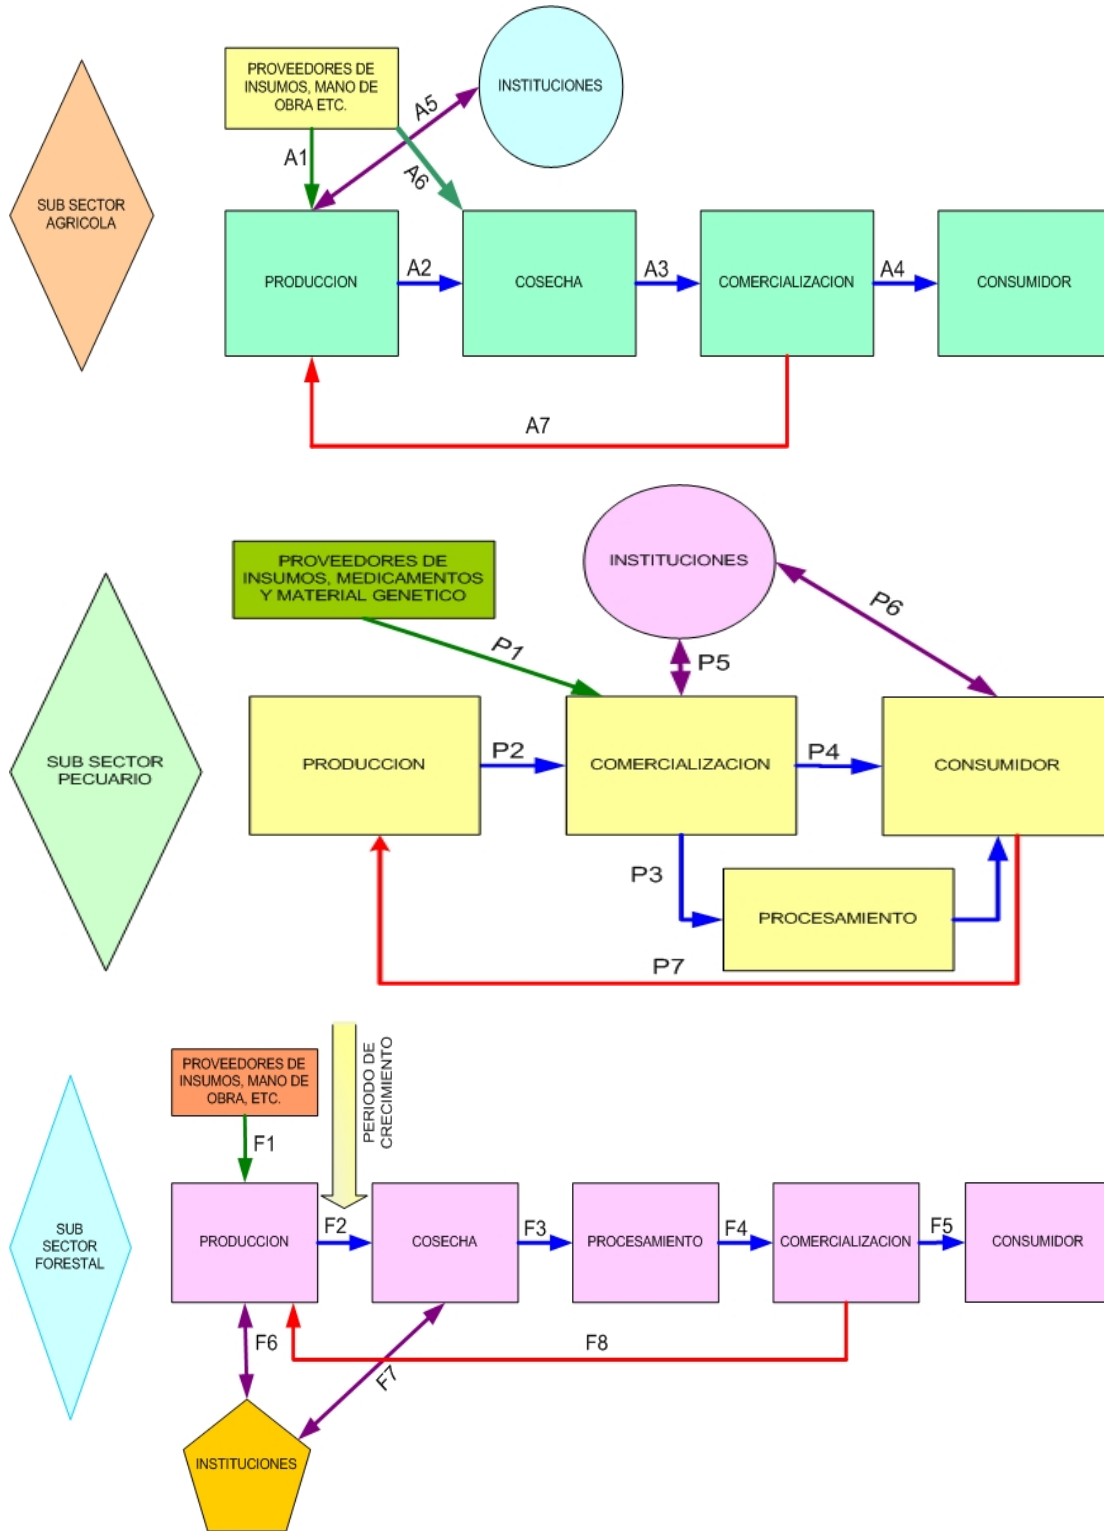 PROVEEDORES DE
INSUMOS, MANO DE
OBRA ETC.
INSTITUCIONES
A5
A1
A6
SUB SECTOR
AGRICOLA
PRODUCCION
A2
COSECHA
A3
COMERCIALIZACION
A4
CONSUMIDOR
A7
PROVEEDORES DE
INSUMOS, MEDICAMENTOS
Y MATERIAL GENETICO
INSTITUCIONES
P1
P5
P6
SUB SECTOR
PECUARIO
PRODUCCION
P2
COMERCIALIZACION
P4
CONSUMIDOR
P3
PROCESAMIENTO
P7
PROVEEDORES DE
INSUMOS, MANO DE
OBRA, ETC.
PERIODO DE
CRECIMIENTO
F1
SUB
SECTOR
FORESTAL
PRODUCCION
F2
COSECHA
F3
PROCESAMIENTO
F4
COMERCIALIZACION
F5
CONSUMIDOR
F6
F7
F8
INSTITUCIONES